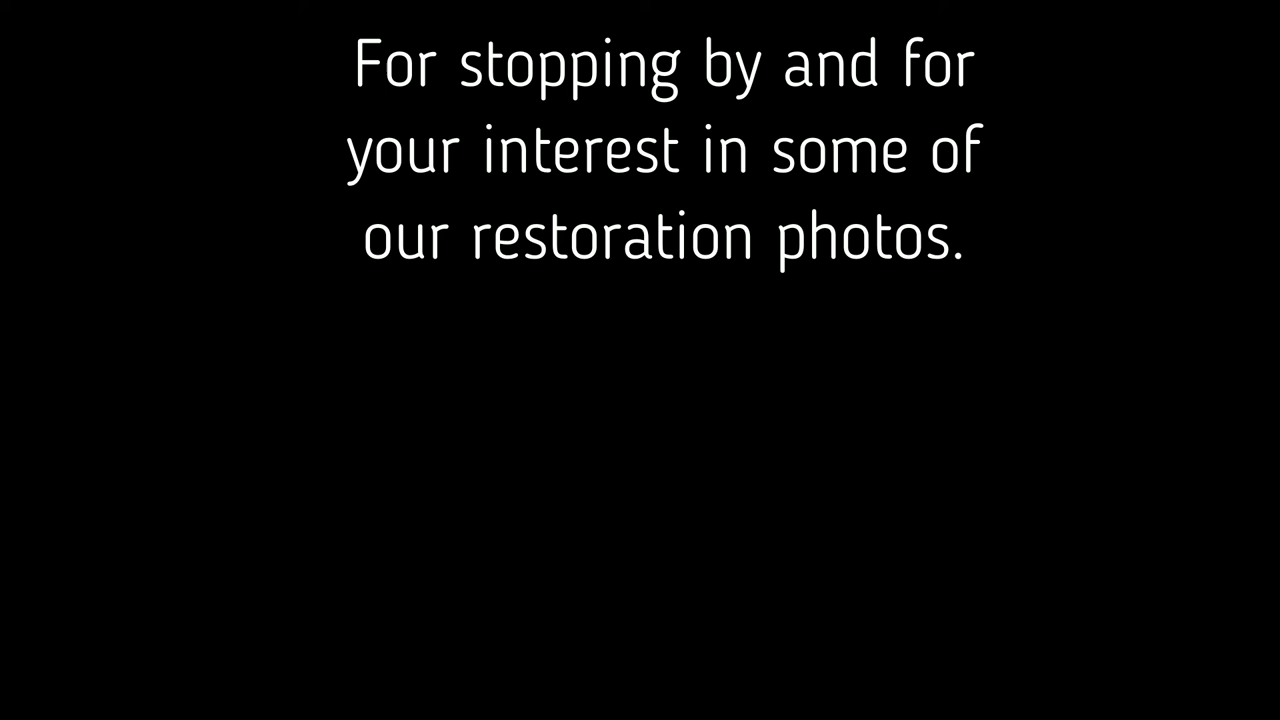 For stopping by and for
your interest in some of
our restoration photos.